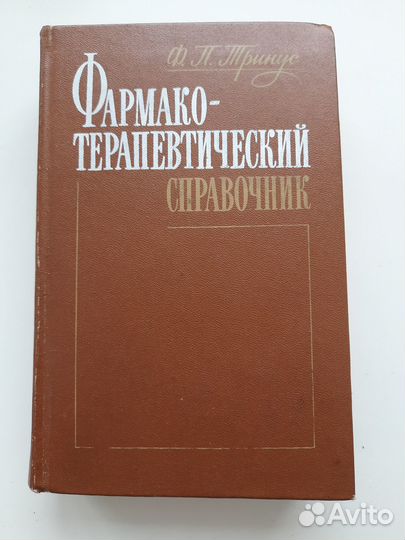 Ф. П. Тринус
ФАРМАКО-
ТЕРАПЕВТИЧЕСКИЙ
СПРАВОЧНИК
Avito